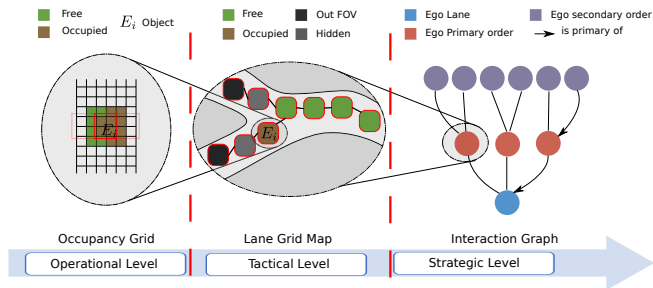 Free
Occupied
E_i Object
Free
Occupied
Out FOV
Hidden
Ego Lane
Ego Primary order
Ego secondary order
is primary of
E_i
E_i
Occupancy Grid
Lane Grid Map
Interaction Graph
Operational Level
Tactical Level
Strategic Level